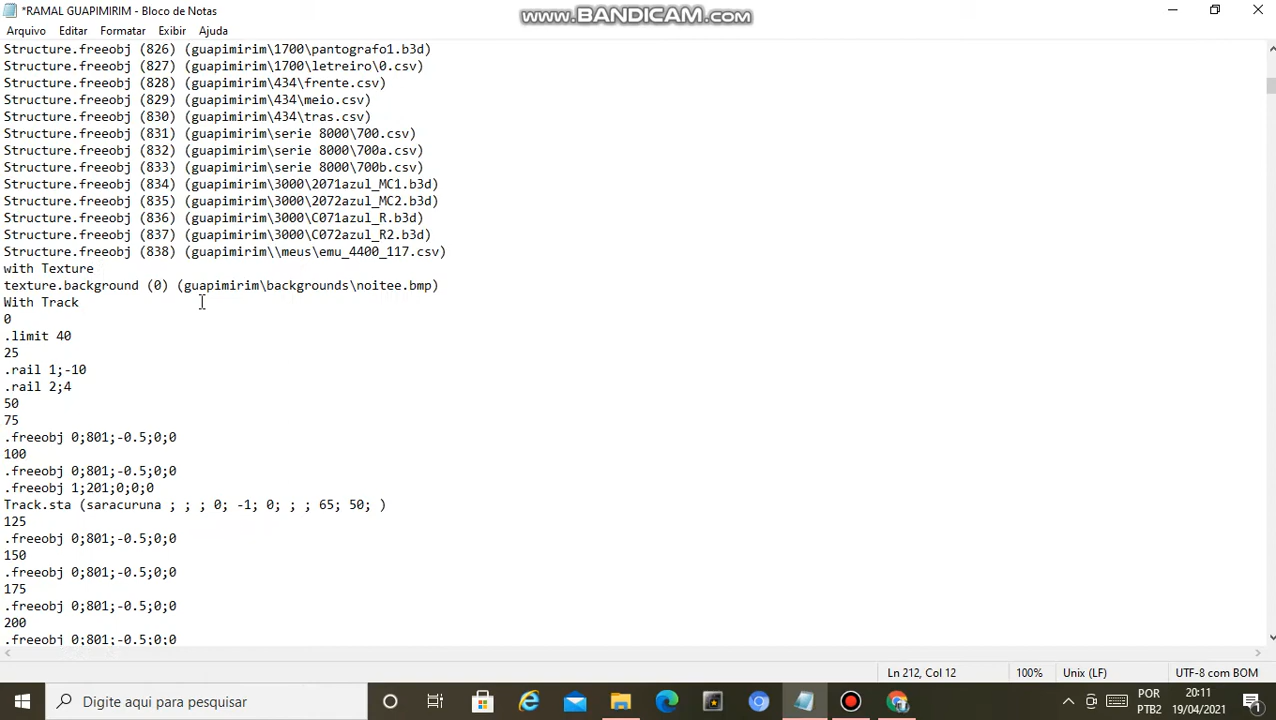 *RAMAL GUAPIMIRIM - Bloco de Notas
www.BANDICAM.com
Arquivo Editar Formatar Exibir Ajuda
Structure.freeobj (826) (guapimirim\1700\pantografo1.b3d)
Structure.freeobj (827) (guapimirim\1700\letreiro\0.csv)
Structure.freeobj (828) (guapimirim\434\frente.csv)
Structure.freeobj (829) (guapimirim\434\meio.csv)
Structure.freeobj (830) (guapimirim\434\tras.csv)
Structure.freeobj (831) (guapimirim\serie 8000\700.csv)
Structure.freeobj (832) (guapimirim\serie 8000\700a.csv)
Structure.freeobj (833) (guapimirim\serie 8000\700b.csv)
Structure.freeobj (834) (guapimirim\3000\2071azul_MC1.b3d)
Structure.freeobj (835) (guapimirim\3000\2072azul_MC2.b3d)
Structure.freeobj (836) (guapimirim\3000\C071azul_R.b3d)
Structure.freeobj (837) (guapimirim\3000\C072azul_R2.b3d)
Structure.freeobj (838) (guapimirim\\meus\emu_4400_117.csv)
with Texture
texture.background (0) (guapimirim\backgrounds\noitee.bmp)
With Track
0
.limit 40
25
.rail 1;-10
.rail 2;4
50
75
.freeobj 0;801;-0.5;0;0
100
.freeobj 0;801;-0.5;0;0
.freeobj 1;201;0;0;0
Track.sta (saracuruna ; ; ; 0; -1; 0; ; ; 65; 50; )
125
.freeobj 0;801;-0.5;0;0
150
.freeobj 0;801;-0.5;0;0
175
.freeobj 0;801;-0.5;0;0
200
.freeobj 0;801;-0.5;0;0
Ln 212, Col 12 100% Unix (LF) UTF-8 com BOM
Digite aqui para pesquisar
POR
PTB2
20:11
19/04/2021
1